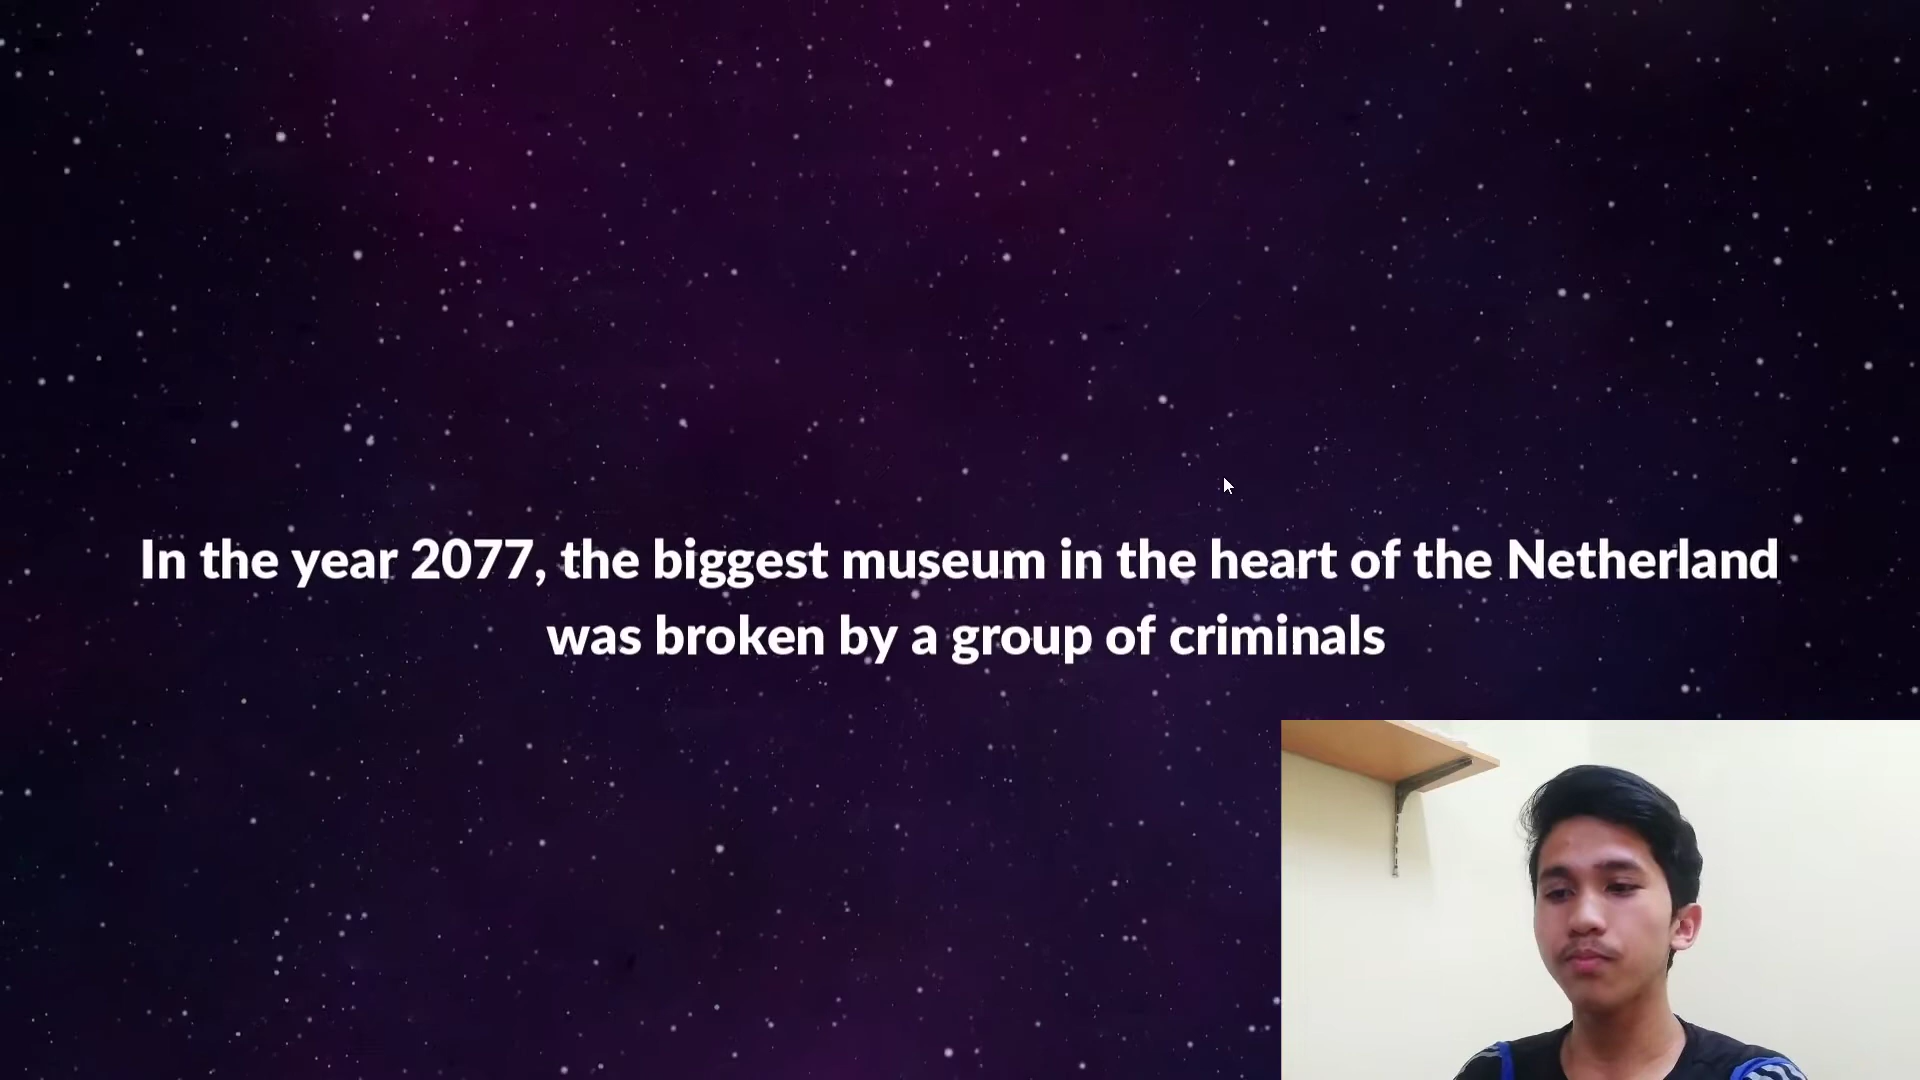 In the year 2077, the biggest museum in the heart of the Netherland
was broken by a group of criminals